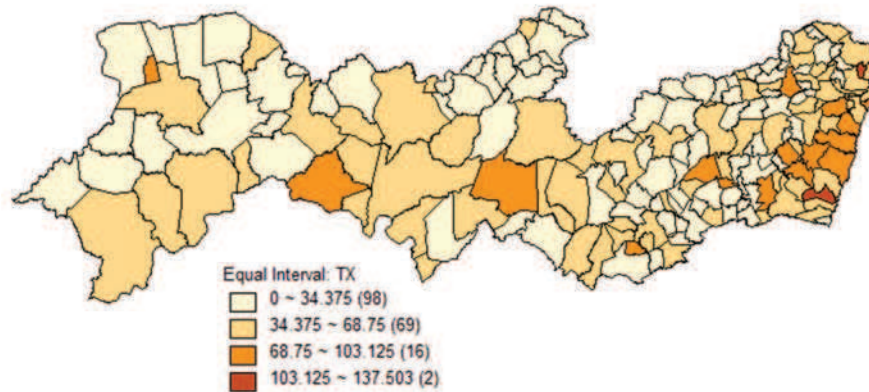 Equal Interval: TX
0 ~ 34.375 (98)
34.375 ~ 68.75 (69)
68.75 ~ 103.125 (16)
103.125 ~ 137.503 (2)